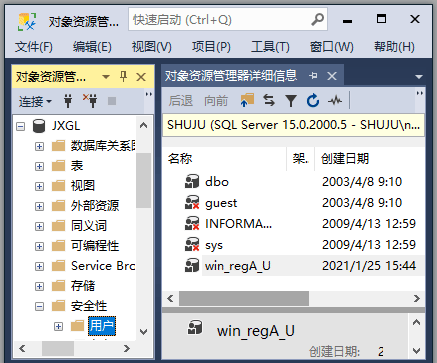 对象资源管...
快速启动 (Ctrl+Q)
文件(F) 编辑(E) 视图(V) 项目(P) 工具(T) 窗口(W) 帮助(H)
对象资源管...
连接
JXGL
数据库关系图
表
视图
外部资源
同义词
可编程性
Service Bro
存储
安全性
用户
对象资源管理器详细信息
后退 向前
SHUJU (SQL Server 15.0.2000.5 - SHUJU\n...
名称 架. 创建日期
dbo 2003/4/8 9:10
guest 2003/4/8 9:10
INFORMA... 2009/4/13 12:59
sys 2009/4/13 12:59
win_regA_U 2021/1/25 15:44
win_regA_U
创建日期: 2